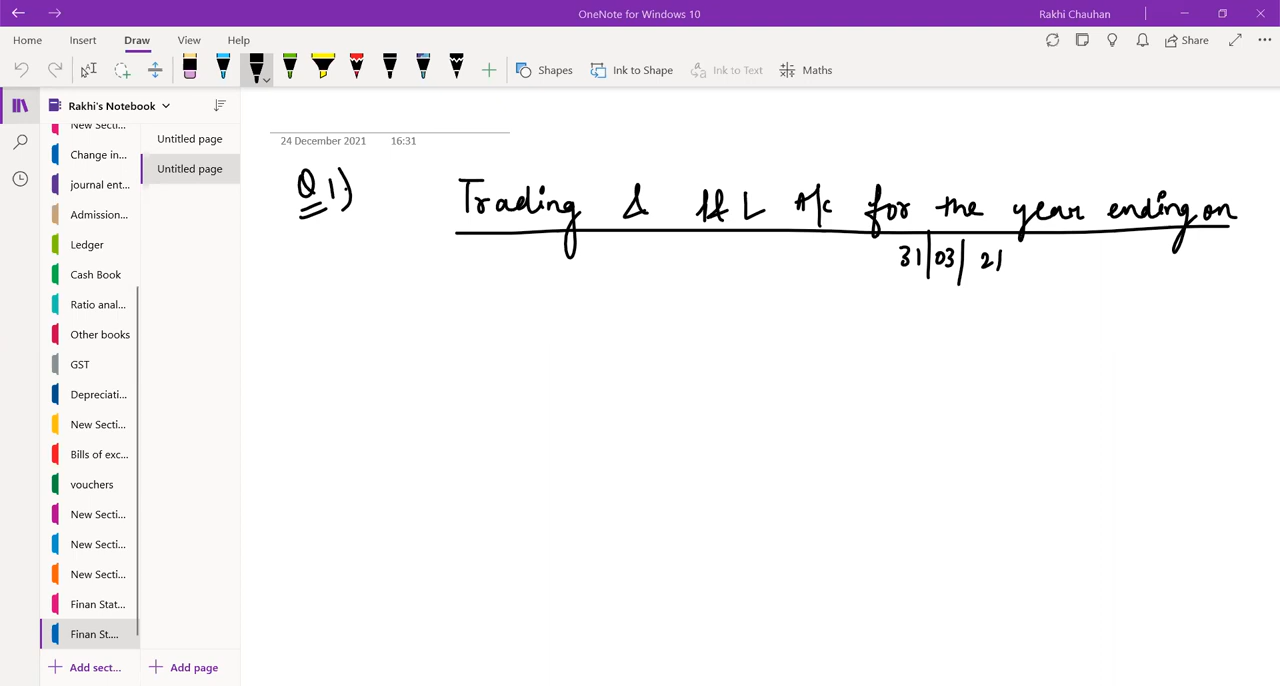 OneNote for Windows 10
Rakhi Chauhan
Home Insert Draw View Help
Share
Shapes Ink to Shape Ink to Text Maths
Rakhi's Notebook
New Secti...
Change in...
journal ent...
Admission...
Ledger
Cash Book
Ratio anal...
Other books
GST
Depreciati...
New Secti...
Bills of exc...
vouchers
New Secti...
New Secti...
New Secti...
Finan Stat...
Finan St....
Add sect...
Untitled page
Untitled page
Add page
24 December 2021 16:31
Q 1)
Trading & P&L A/c for the year ending on
31/03/21